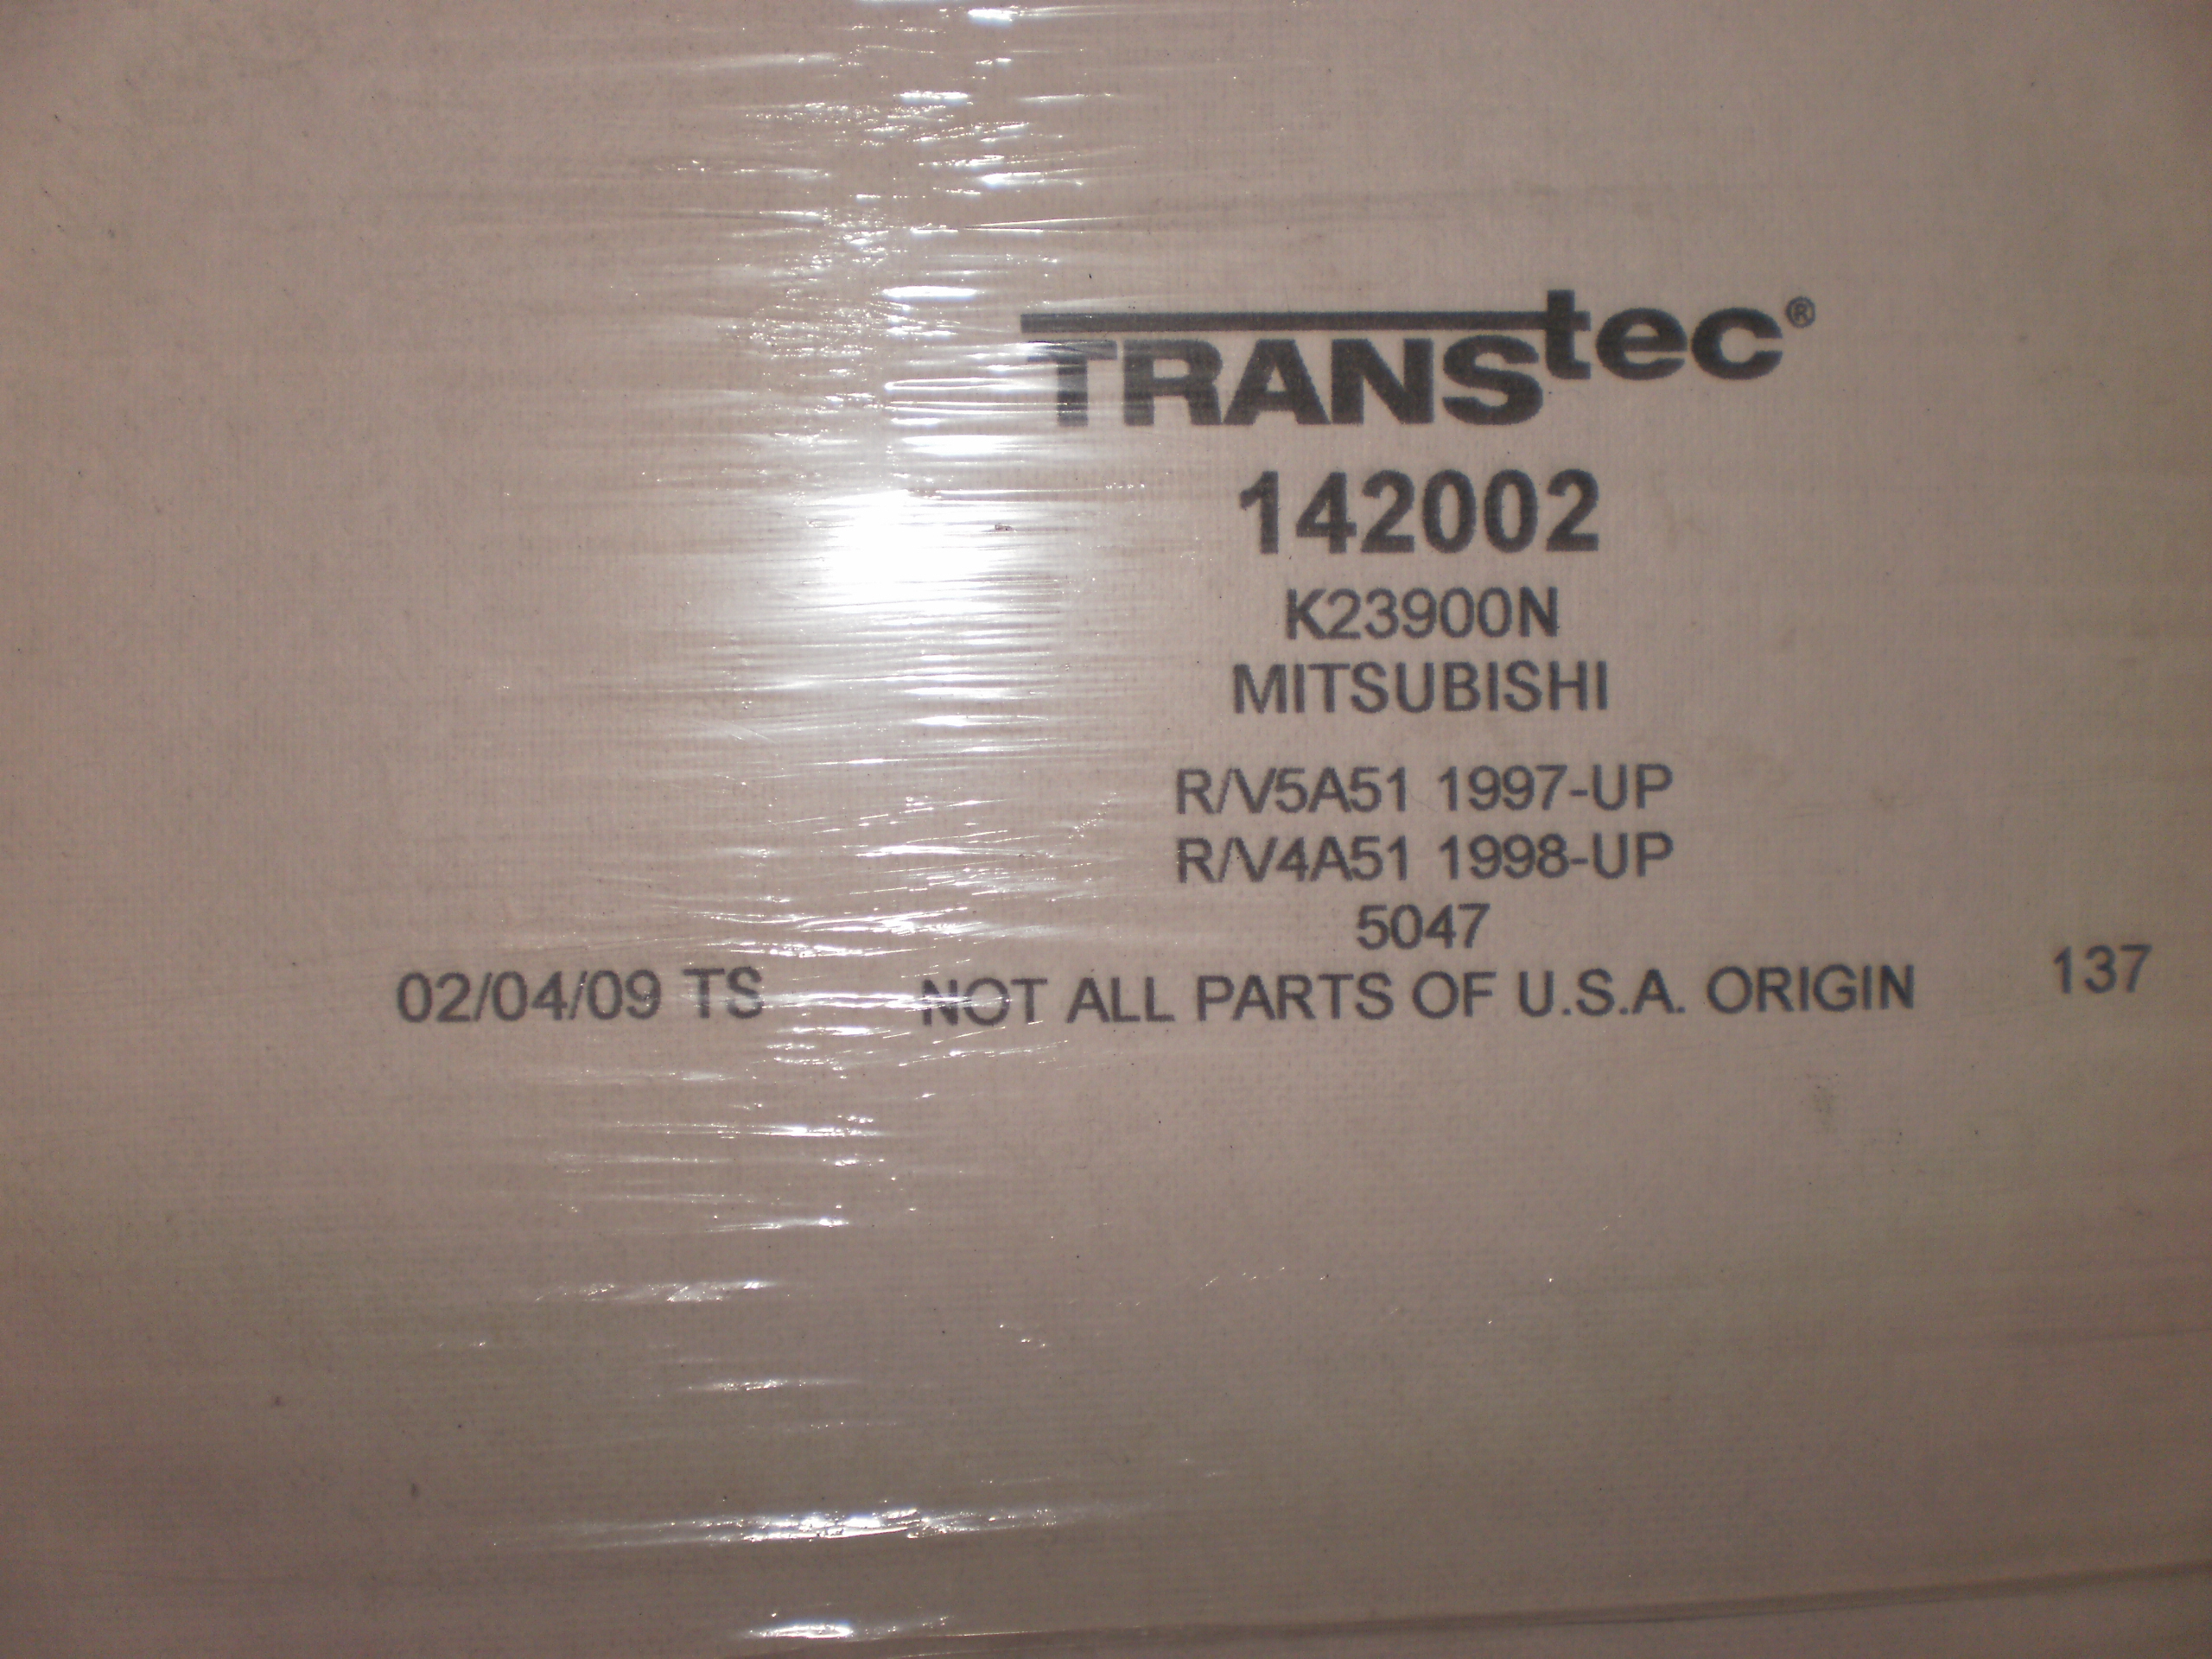 TRANStec®
142002
K23900N
MITSUBISHI
R/V5A51 1997-UP
R/V4A51 1998-UP
5047
02/04/09 TS NOT ALL PARTS OF U.S.A. ORIGIN 137